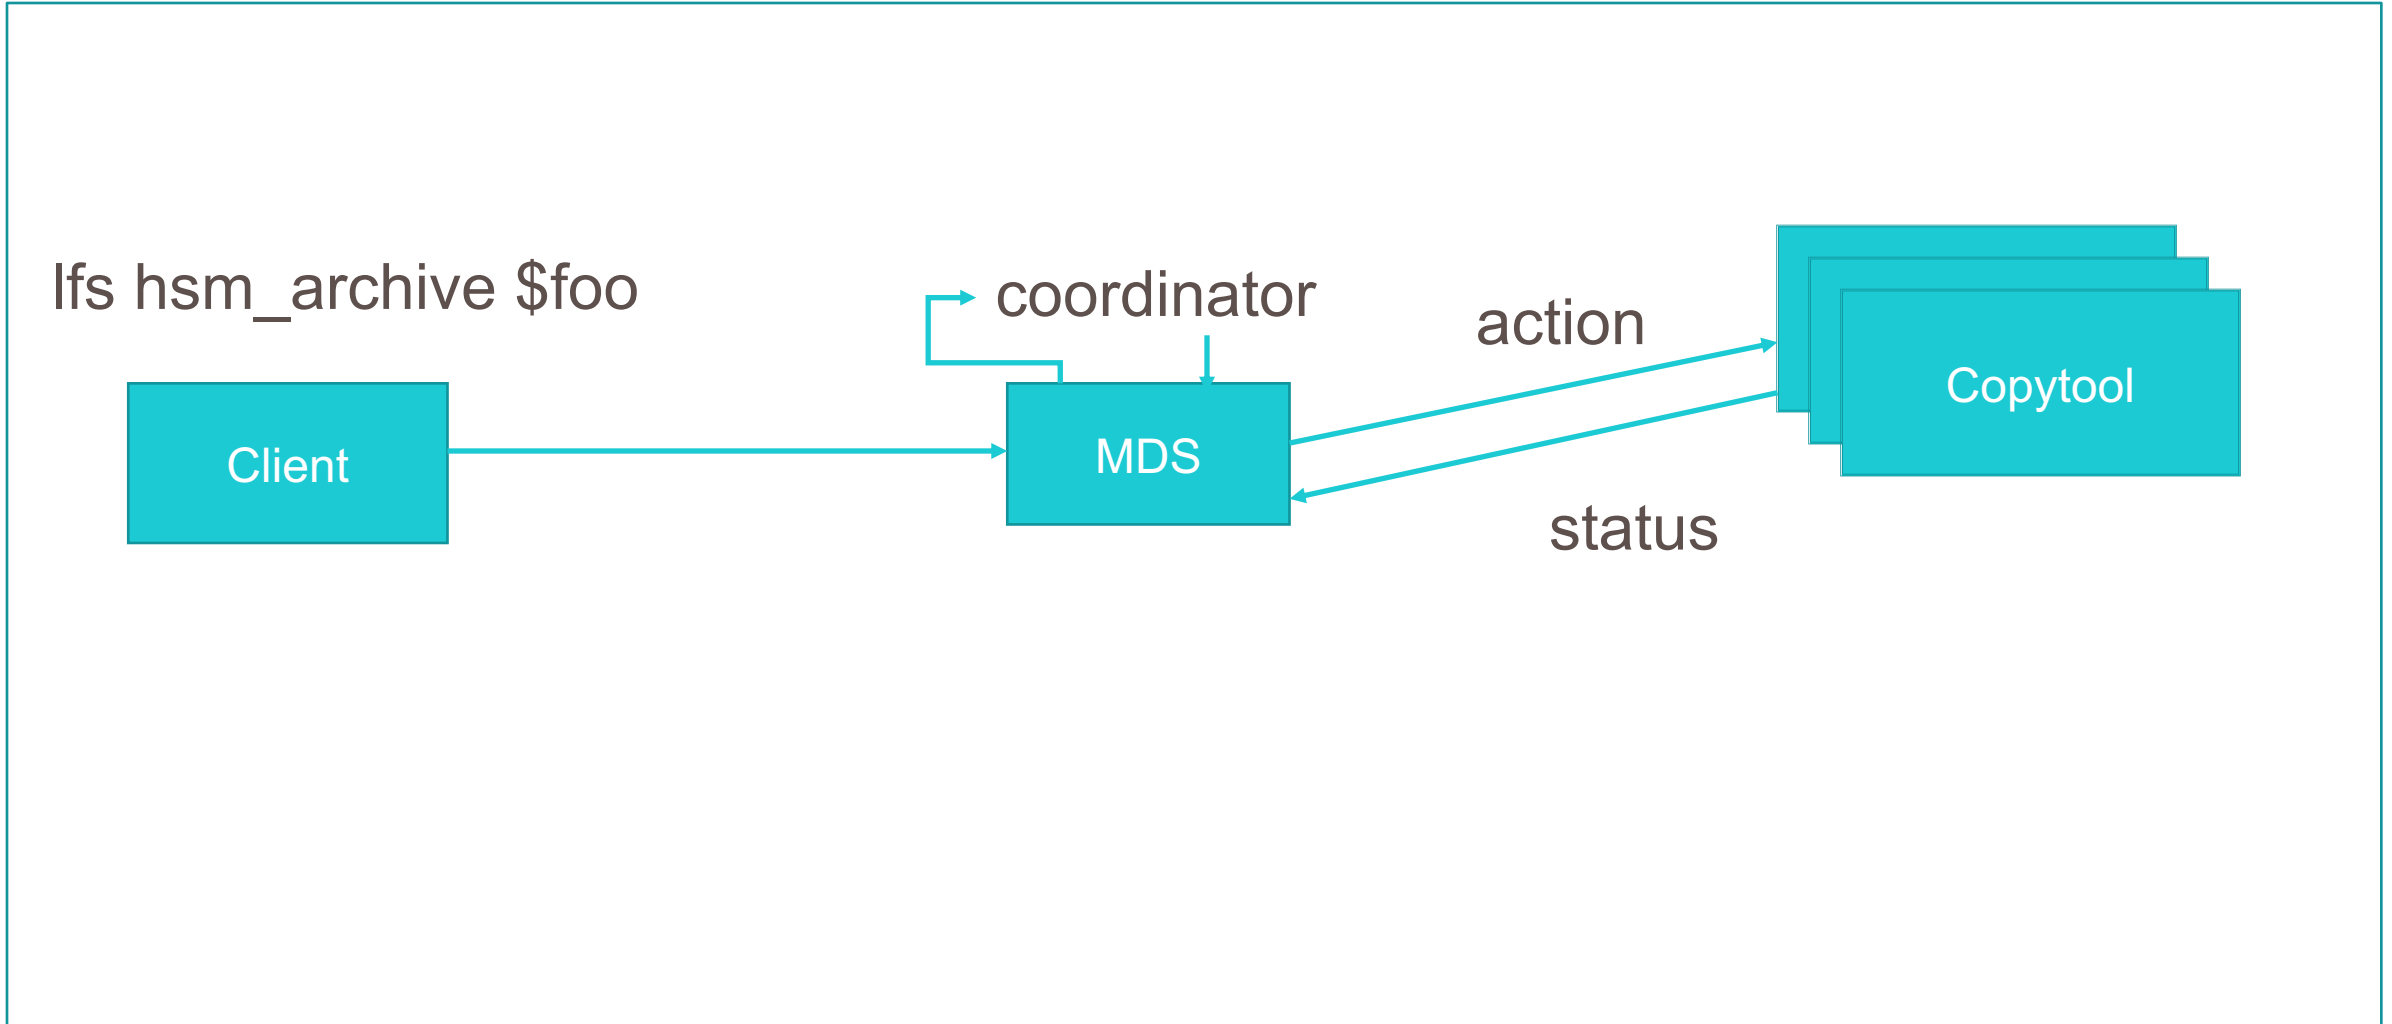 lfs hsm_archive $foo
coordinator
action
Copytool
Client
MDS
status